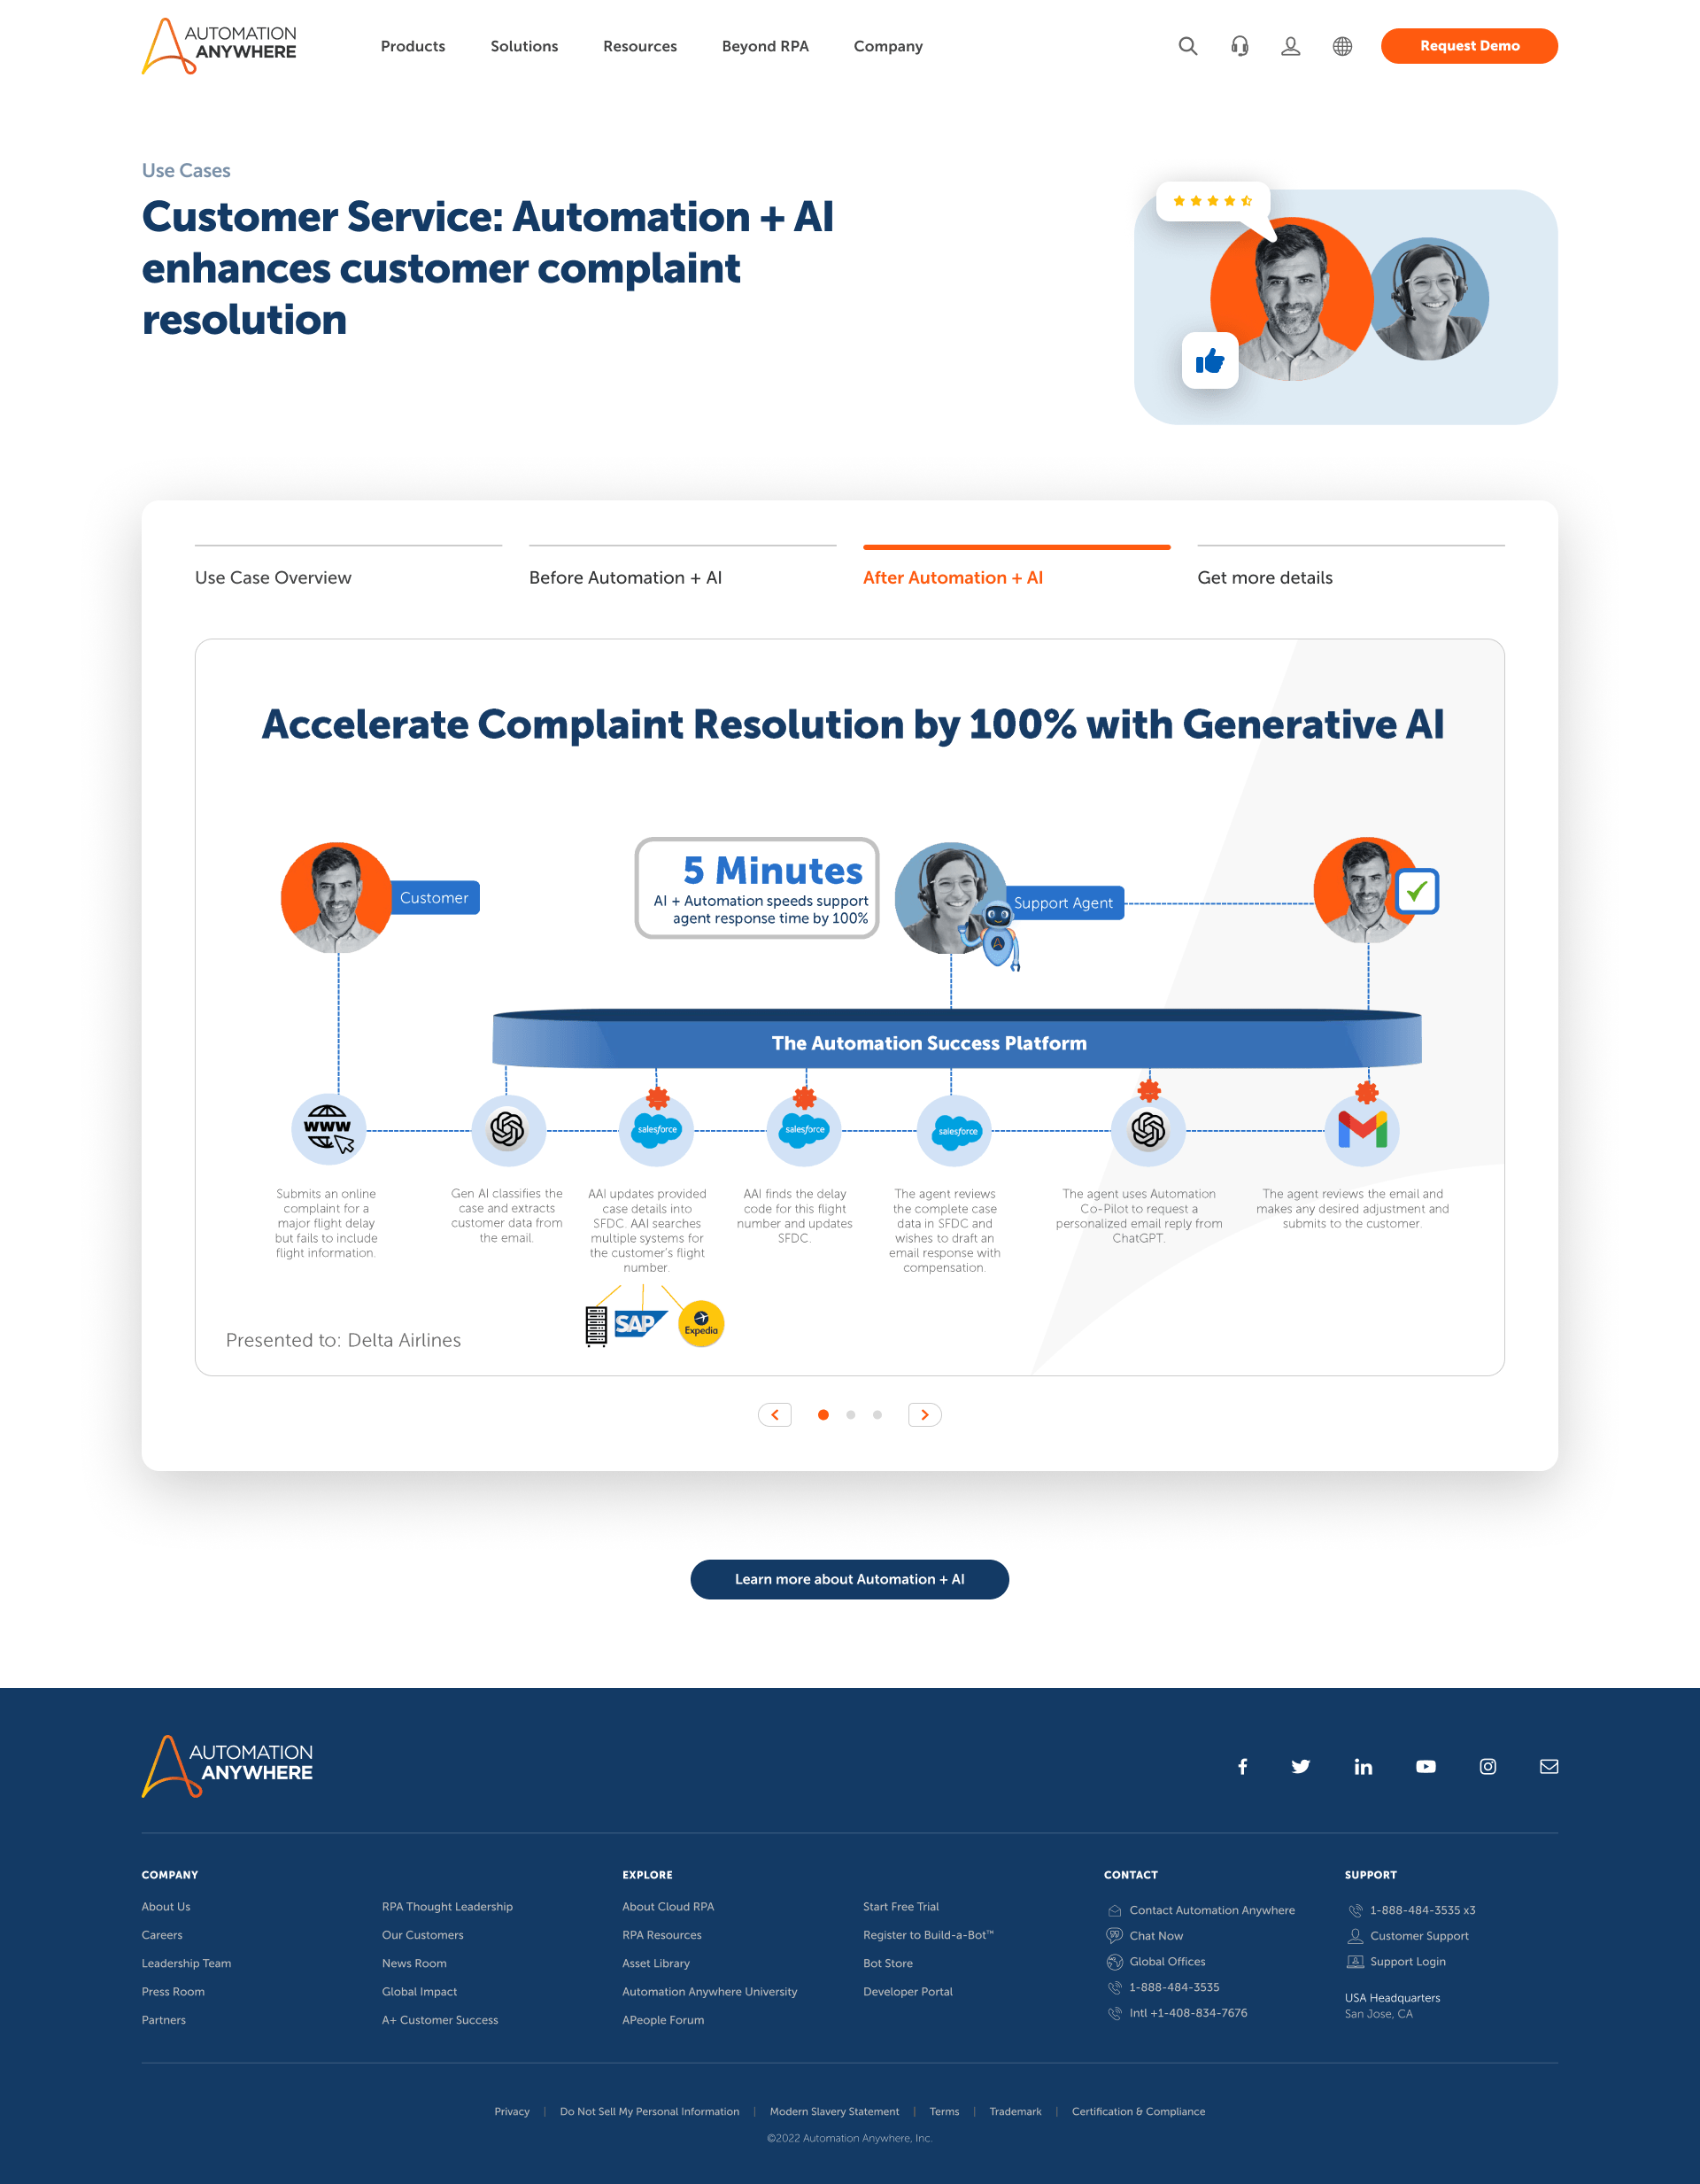 AUTOMATION
ANYWHERE
Products
Solutions
Resources
Beyond RPA
Company
Request Demo
Use Cases
Customer Service: Automation + AI
enhances customer complaint
resolution
Use Case Overview
Before Automation + AI
After Automation + AI
Get more details
Accelerate Complaint Resolution by 100% with Generative AI
Customer
5 Minutes
AI + Automation speeds support
agent response time by 100%
Support Agent
The Automation Success Platform
www
salesforce
salesforce
salesforce
Submits an online
complaint for a
major flight delay
but fails to include
flight information.
Gen AI classifies the
case and extracts
customer data from
the email.
AAI updates provided
case details into
SFDC. AAI searches
multiple systems for
the customer's flight
number.
AAI finds the delay
code for this flight
number and updates
SFDC.
The agent reviews
the complete case
data in SFDC and
wishes to draft an
email response with
compensation.
The agent uses Automation
Co-Pilot to request a
personalized email reply from
ChatGPT.
The agent reviews the email and
makes any desired adjustment and
submits to the customer.
SAP
Expedia
Presented to: Delta Airlines
Learn more about Automation + AI
AUTOMATION
ANYWHERE
COMPANY
About Us
Careers
Leadership Team
Press Room
Partners
RPA Thought Leadership
Our Customers
News Room
Global Impact
A+ Customer Success
EXPLORE
About Cloud RPA
RPA Resources
Asset Library
Automation Anywhere University
APeople Forum
Start Free Trial
Register to Build-a-Bot™
Bot Store
Developer Portal
CONTACT
Contact Automation Anywhere
Chat Now
Global Offices
1-888-484-3535
Intl +1-408-834-7676
SUPPORT
1-888-484-3535 x3
Customer Support
Support Login
USA Headquarters
San Jose, CA
Privacy | Do Not Sell My Personal Information | Modern Slavery Statement | Terms | Trademark | Certification & Compliance
©2022 Automation Anywhere, Inc.